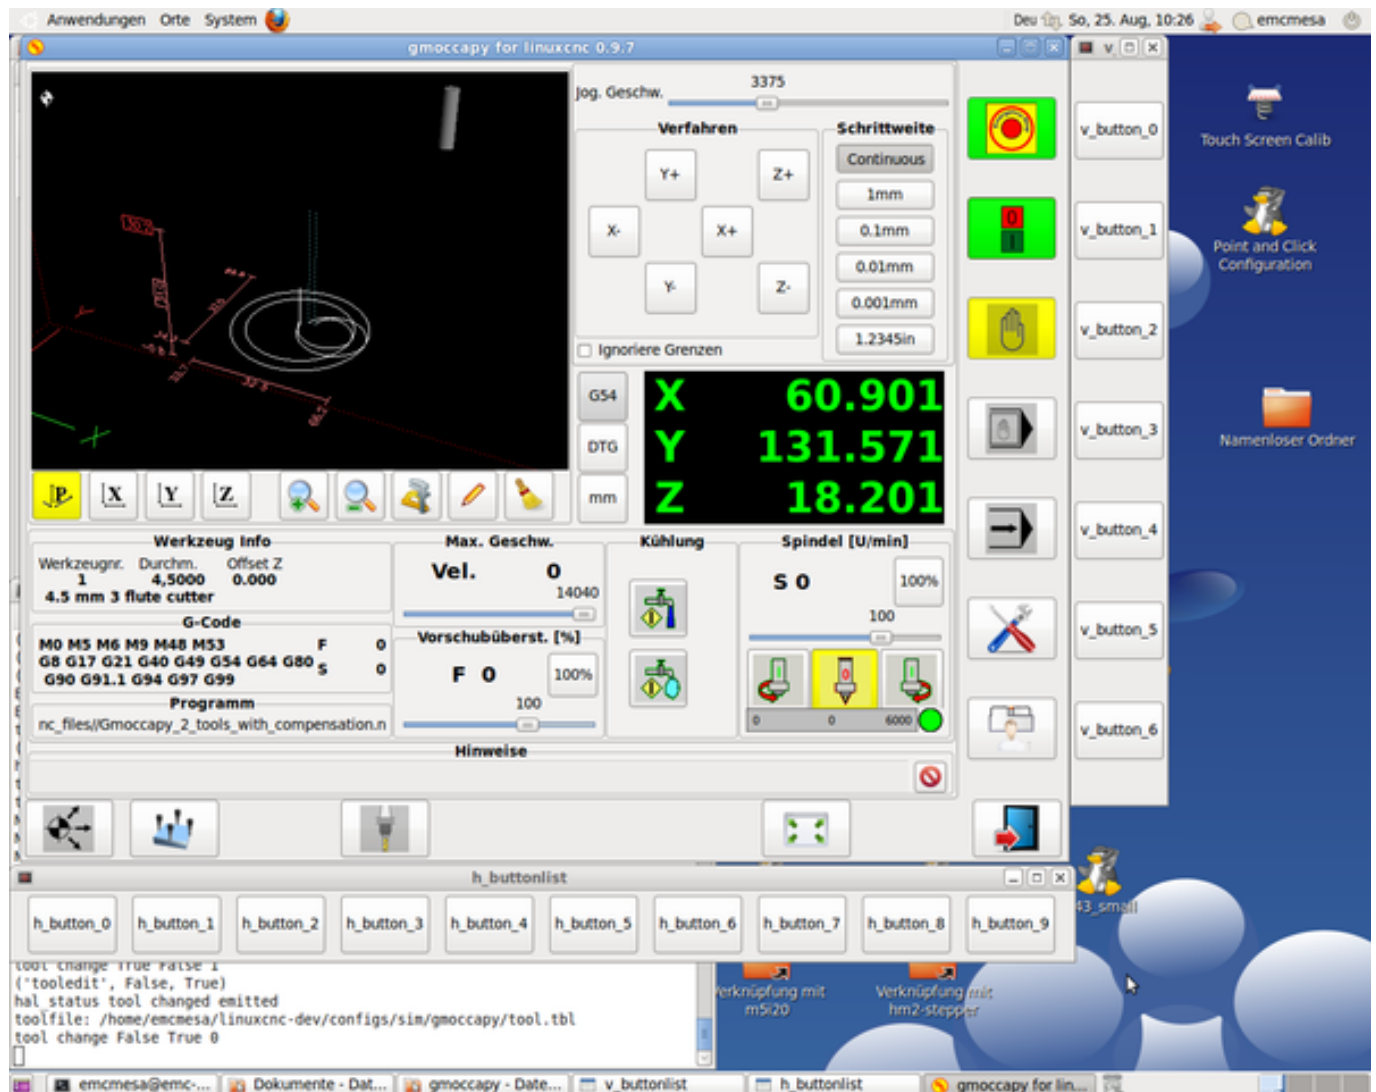 Anwendungen Orte System
Deu So, 25. Aug, 10:26 emcmesa
gmoccapy for linuxcnc 0.9.7
v
Jog. Geschw.
3375
Verfahren
Y+
Z+
X-
X+
Y-
Z-
Schrittweite
Continuous
1mm
0.1mm
0.01mm
0.001mm
1.2345in
Ignoriere Grenzen
G54
DTG
mm
X 60.901
Y 131.571
Z 18.201
P X Y Z
Werkzeug Info
Werkzeugnr. Durchm. Offset Z
1 4,5000 0.000
4.5 mm 3 flute cutter
G-Code
M0 M5 M6 M9 M48 M53
G8 G17 G21 G40 G49 G54 G64 G80
G90 G91.1 G94 G97 G99
F 0
S 0
Programm
nc_files//Gmoccapy_2_tools_with_compensation.n
Max. Geschw.
Vel. 0
14040
Vorschubüberst. [%]
F 0
100%
100
Kühlung
Spindel [U/min]
S 0
100%
100
0 0 6000
Hinweise
v_button_0
v_button_1
v_button_2
v_button_3
v_button_4
v_button_5
v_button_6
Touch Screen Calib
Point and Click
Configuration
Namenloser Ordner
43_small
h_buttonlist
h_button_0 h_button_1 h_button_2 h_button_3 h_button_4 h_button_5 h_button_6 h_button_7 h_button_8 h_button_9
tool change True False 1
('tooledit', False, True)
hal_status tool changed emitted
toolfile: /home/emcmesa/linuxcnc-dev/configs/sim/gmoccapy/tool.tbl
tool change False True 0
Verknüpfung mit
m5i20
Verknüpfung mit
hm2-stepper
emcmesa@emc-... Dokumente - Dat... gmoccapy - Date... v_buttonlist h_buttonlist gmoccapy for lin...